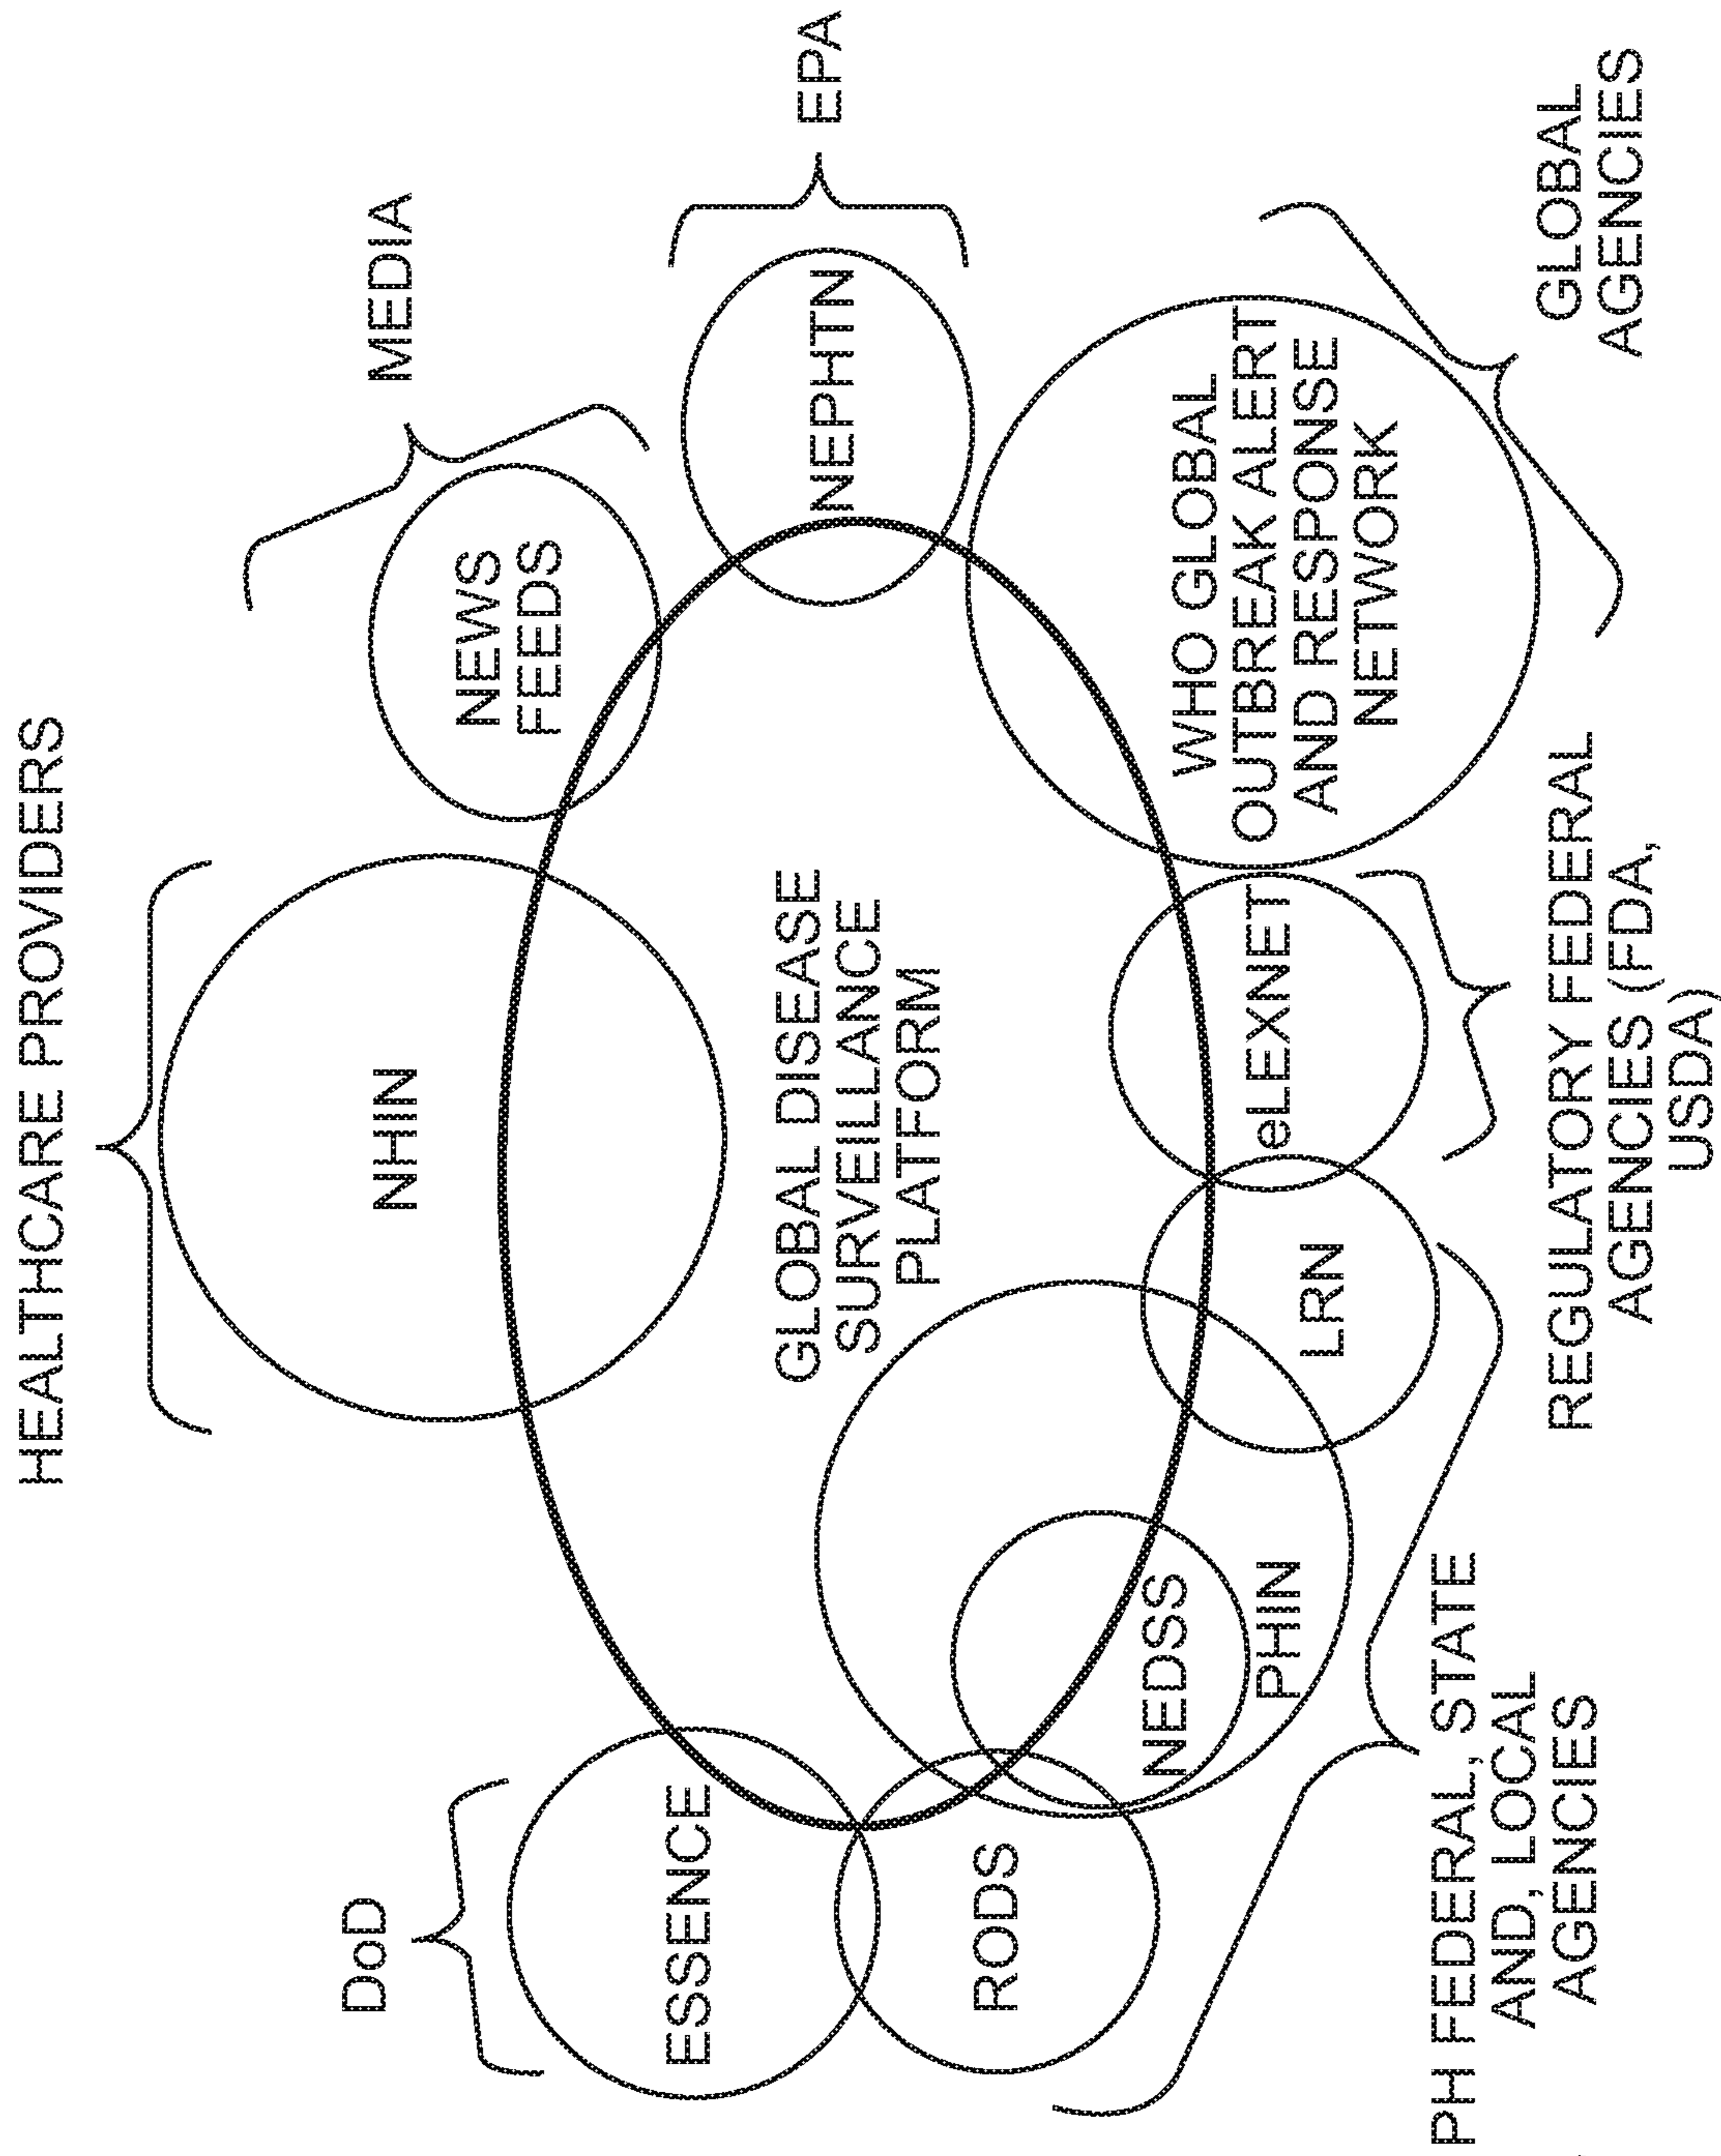 HEALTHCARE PROVIDERS
DoD
MEDIA
EPA
NHIN
NEWS
FEEDS
ESSENCE
NEPHTN
GLOBAL DISEASE
SURVEILLANCE
PLATFORM
RODS
NEDSS
PHIN
LRN
eLEXNET
WHO GLOBAL
OUTBREAK ALERT
AND RESPONSE
NETWORK
PH FEDERAL, STATE
AND, LOCAL
AGENCIES
REGULATORY FEDERAL
AGENCIES (FDA,
USDA)
GLOBAL
AGENCIES